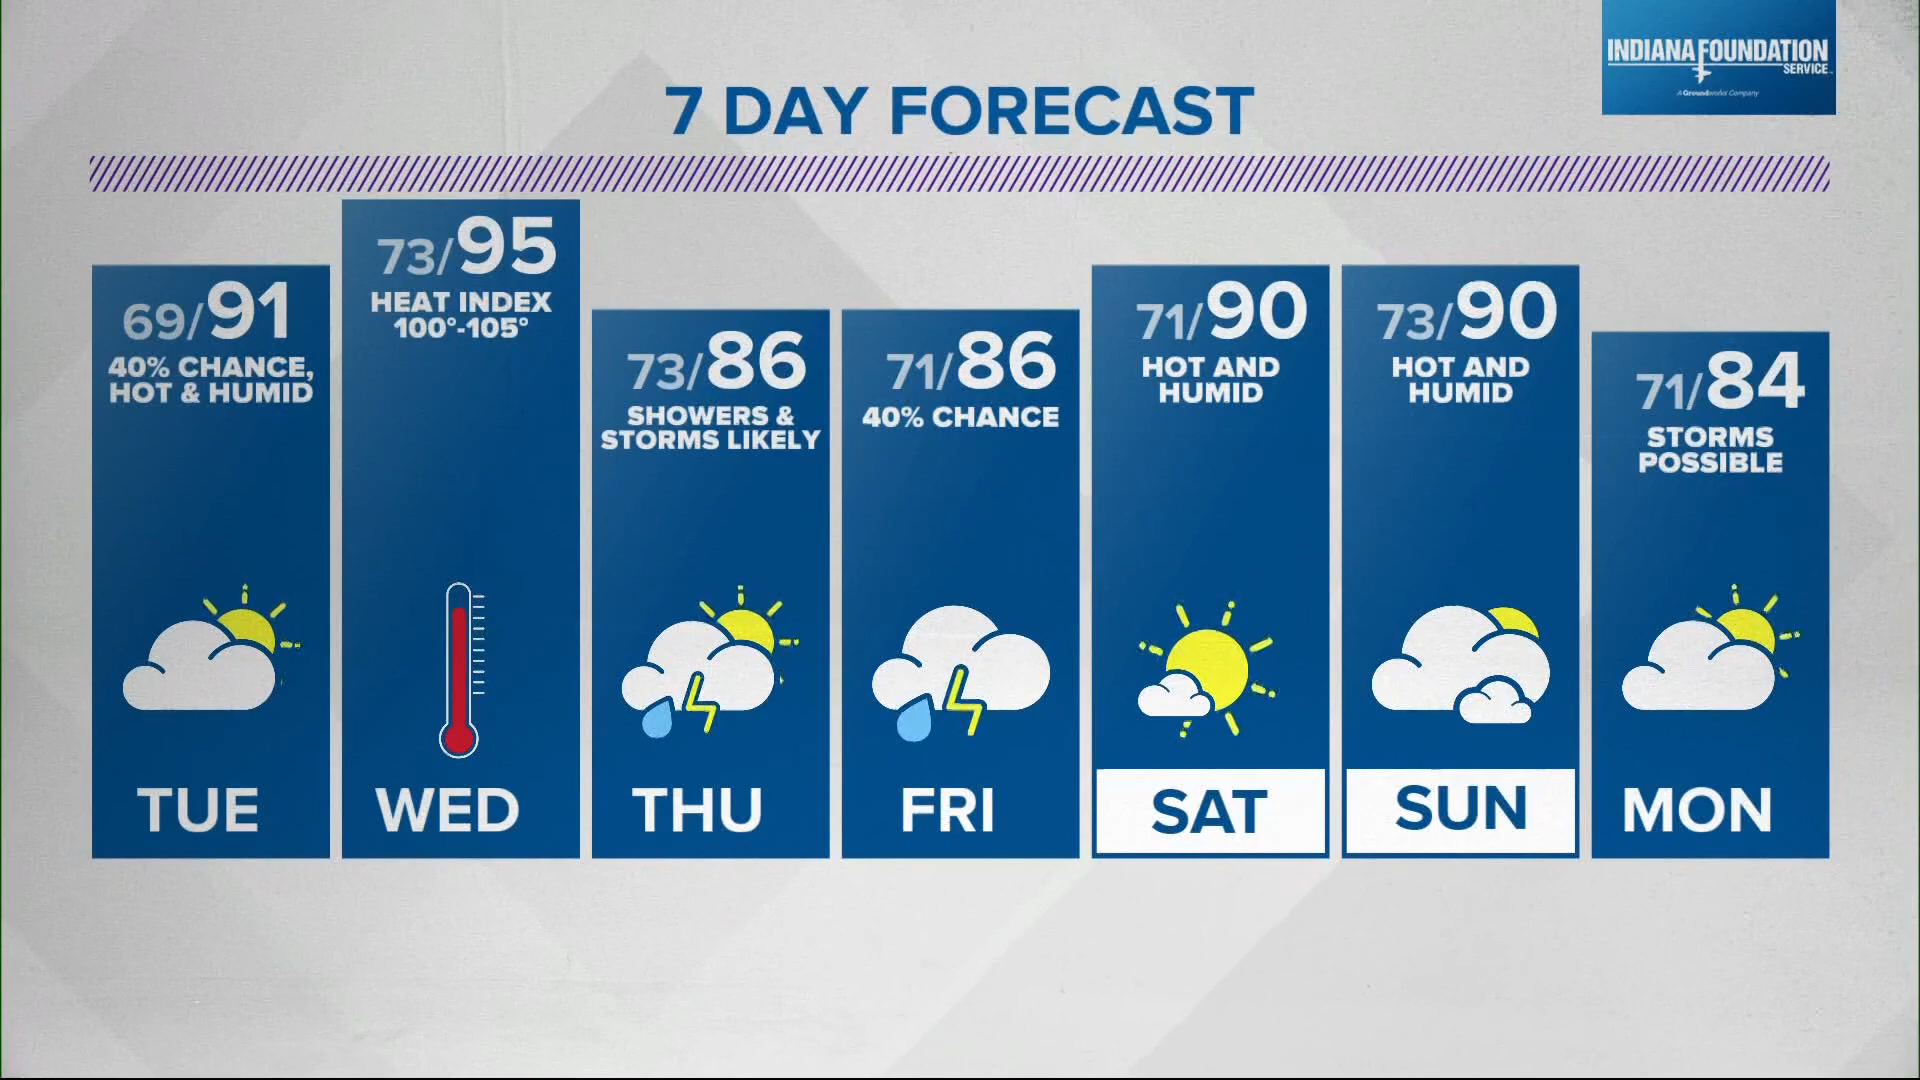 INDIANA FOUNDATION
SERVICE
A Groundworks Company
7 DAY FORECAST
69/91
40% CHANCE,
HOT & HUMID
TUE
73/95
HEAT INDEX
100°-105°
WED
73/86
SHOWERS &
STORMS LIKELY
THU
71/86
40% CHANCE
FRI
71/90
HOT AND
HUMID
SAT
73/90
HOT AND
HUMID
SUN
71/84
STORMS
POSSIBLE
MON